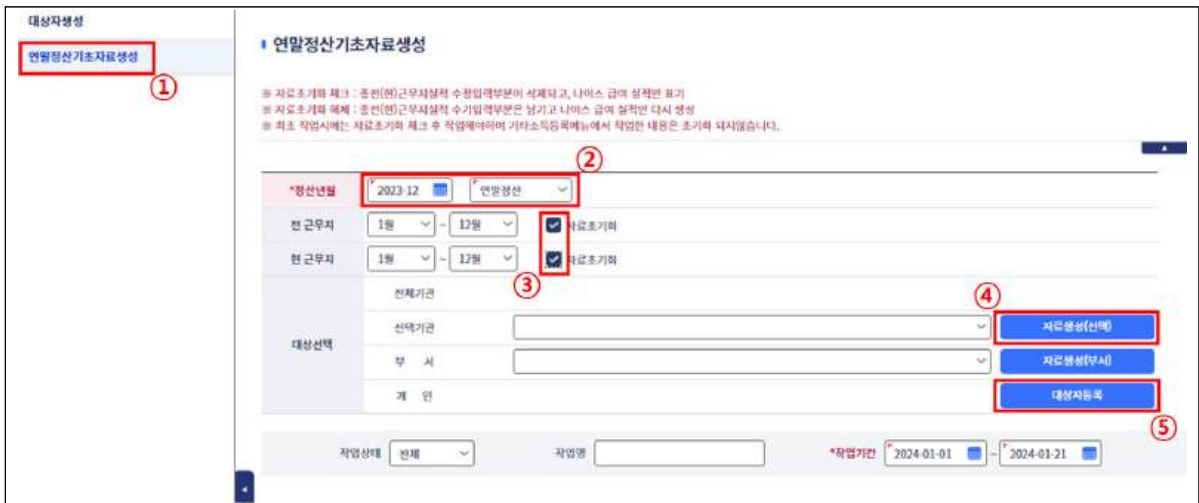 대상자생성
연말정산기초자료생성
①
연말정산기초자료생성
※ 자료초기화 체크 : 종전(현)근무지실적 수정입력부분이 삭제되고, 나이스 급여 실적만 표기
※ 자료초기화 해제 : 종전(현)근무지실적 수기입력부분은 남기고 나이스 급여 실적만 다시 생성
※ 최초 작업시에는 자료초기화 체크 후 작업해야하며 기타소득등록메뉴에서 작업한 내용은 초기화 되지않습니다.
②
*정산년월 2023-12 연말정산
전 근무지 1월 ~ 12월 자료초기화
현 근무지 1월 ~ 12월 자료초기화
③
전체기관
④
대상선택
선택기관 자료생성(선택)
부 서 자료생성(부서)
개 인 대상자등록
⑤
작업상태 전체 작업명 *작업기간 2024-01-01 ~ 2024-01-21